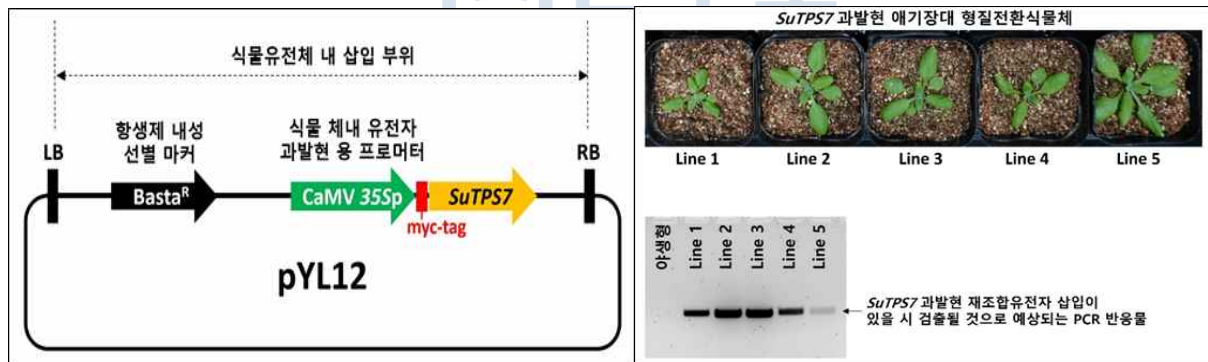 식물유전체 내 삽입 부위
항생제 내성
선별 마커
식물 체내 유전자
과발현 용 프로머터
LB
RB
Basta^R
CaMV 35Sp
SuTPS7
myc-tag
pYL12
SuTPS7 과발현 애기장대 형질전환식물체
Line 1
Line 2
Line 3
Line 4
Line 5
야생형
Line 1
Line 2
Line 3
Line 4
Line 5
SuTPS7 과발현 재조합유전자 삽입이
있을 시 검출될 것으로 예상되는 PCR 반응물